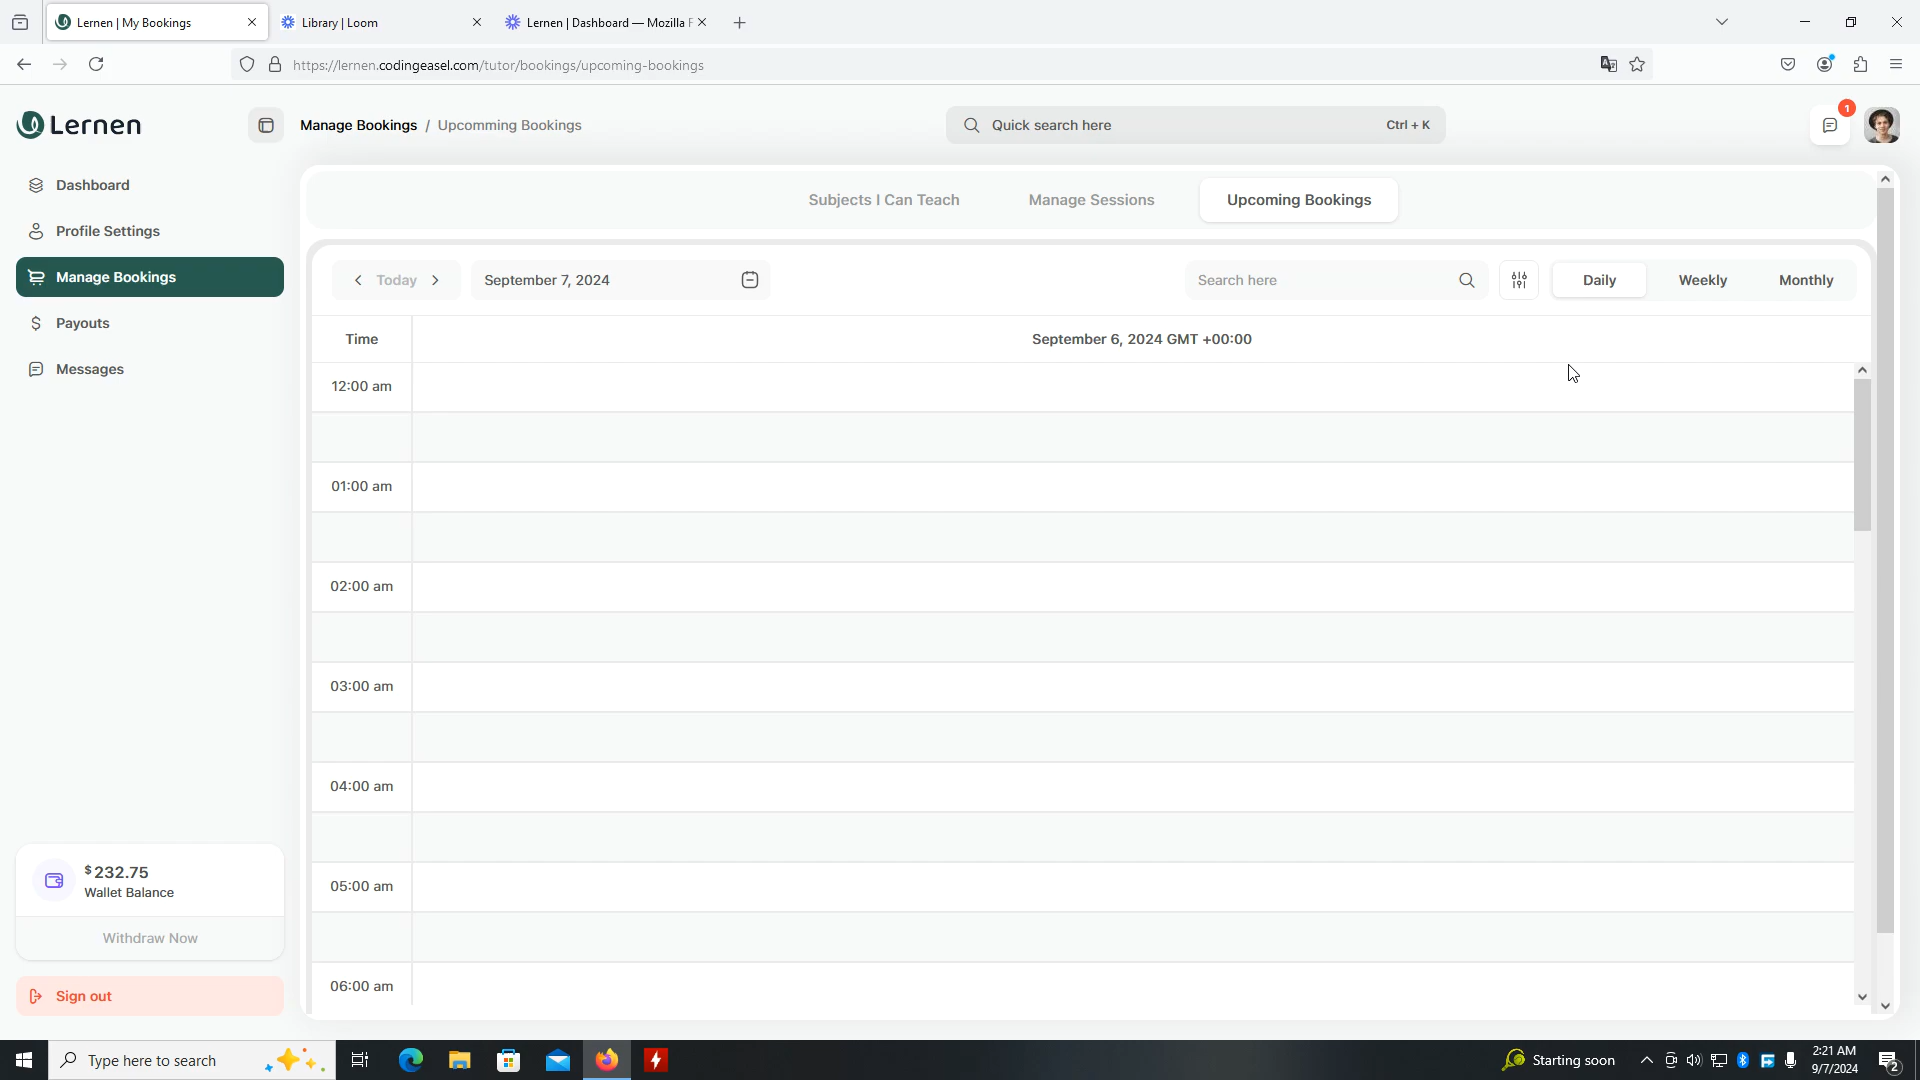 Lernen | My Bookings
Library | Loom
Lernen | Dashboard — Mozilla F
https://lernen.codingeasel.com/tutor/bookings/upcoming-bookings
Lernen
Manage Bookings / Upcomming Bookings
Quick search here
Ctrl + K
1
Dashboard
Profile Settings
Manage Bookings
Payouts
Messages
Subjects I Can Teach
Manage Sessions
Upcoming Bookings
Today
September 7, 2024
Search here
Daily
Weekly
Monthly
Time
September 6, 2024 GMT +00:00
12:00 am
01:00 am
02:00 am
03:00 am
04:00 am
05:00 am
06:00 am
$232.75
Wallet Balance
Withdraw Now
Sign out
Type here to search
Starting soon
2:21 AM
9/7/2024
2